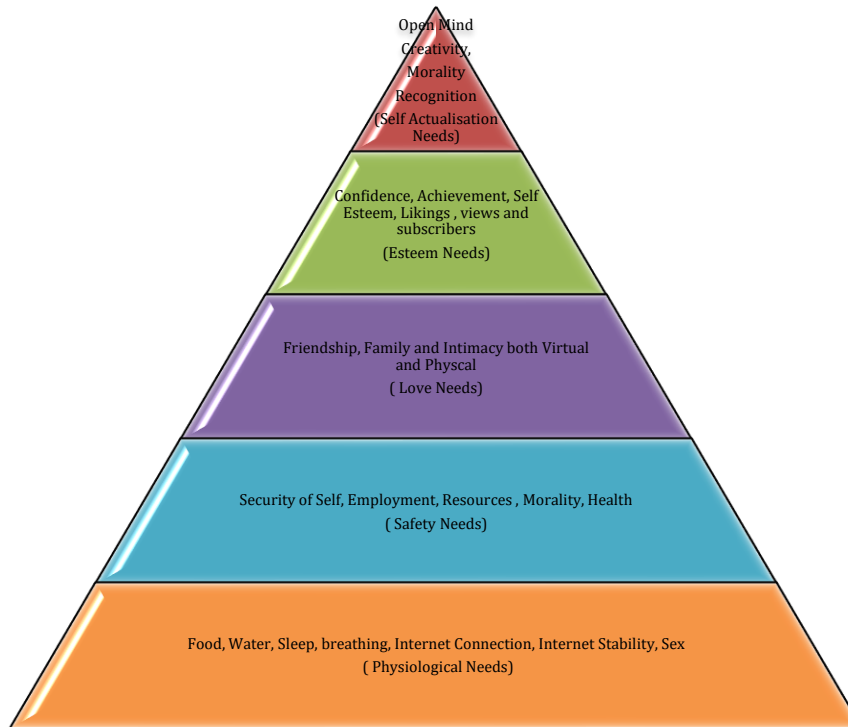 Open Mind
Creativity,
Morality
Recognition
(Self Actualisation
Needs)
Confidence, Achievement, Self
Esteem, Likings , views and
subscribers
(Esteem Needs)
Friendship, Family and Intimacy both Virtual
and Physcal
( Love Needs)
Security of Self, Employment, Resources , Morality, Health
( Safety Needs)
Food, Water, Sleep, breathing, Internet Connection, Internet Stability, Sex
( Physiological Needs)